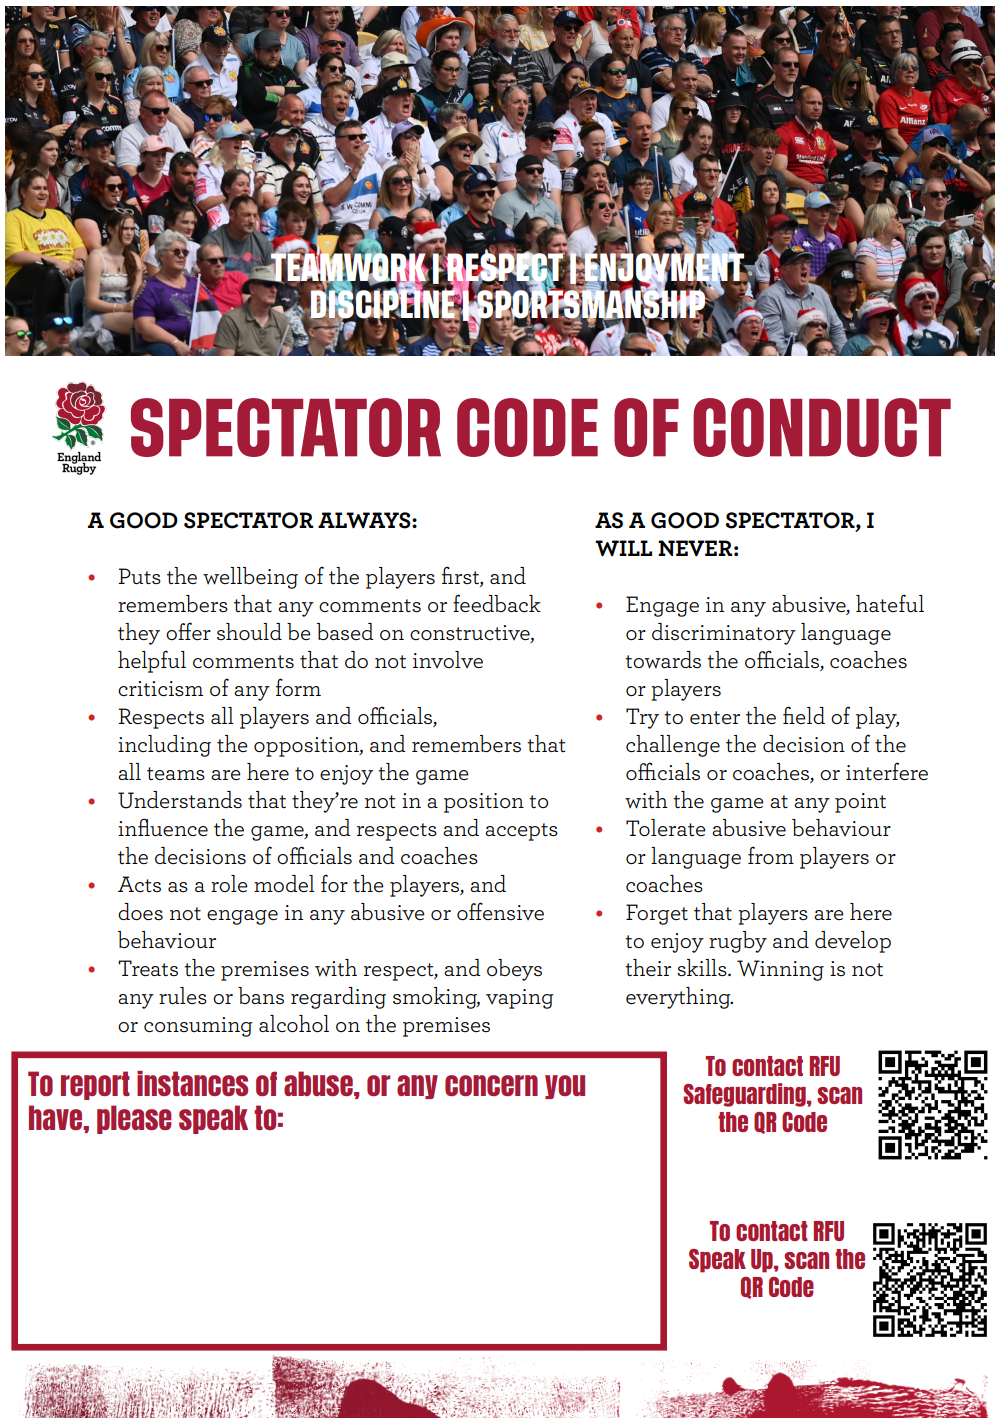 TEAMWORK | RESPECT | ENJOYMENT
DISCIPLINE | SPORTSMANSHIP
England
Rugby
SPECTATOR CODE OF CONDUCT
A GOOD SPECTATOR ALWAYS:
• Puts the wellbeing of the players first, and
remembers that any comments or feedback
they offer should be based on constructive,
helpful comments that do not involve
criticism of any form
• Respects all players and officials,
including the opposition, and remembers that
all teams are here to enjoy the game
• Understands that they’re not in a position to
influence the game, and respects and accepts
the decisions of officials and coaches
• Acts as a role model for the players, and
does not engage in any abusive or offensive
behaviour
• Treats the premises with respect, and obeys
any rules or bans regarding smoking, vaping
or consuming alcohol on the premises
AS A GOOD SPECTATOR, I
WILL NEVER:
• Engage in any abusive, hateful
or discriminatory language
towards the officials, coaches
or players
• Try to enter the field of play,
challenge the decision of the
officials or coaches, or interfere
with the game at any point
• Tolerate abusive behaviour
or language from players or
coaches
• Forget that players are here
to enjoy rugby and develop
their skills. Winning is not
everything.
To report instances of abuse, or any concern you
have, please speak to:
To contact RFU
Safeguarding, scan
the QR Code
To contact RFU
Speak Up, scan the
QR Code